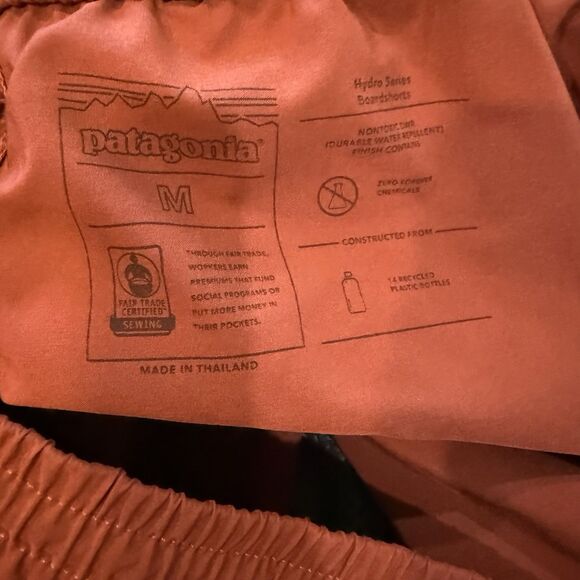 patagonia®
M
FAIR TRADE
CERTIFIED™
SEWING
THROUGH FAIR TRADE,
WORKERS EARN
PREMIUMS THAT FUND
SOCIAL PROGRAMS OR
PUT MORE MONEY IN
THEIR POCKETS.
MADE IN THAILAND
Hydro Series
Boardshorts
NONTOXIC DWR
(DURABLE WATER REPELLENT)
FINISH CONTAINS
ZERO FOREVER
CHEMICALS
CONSTRUCTED FROM
14 RECYCLED
PLASTIC BOTTLES